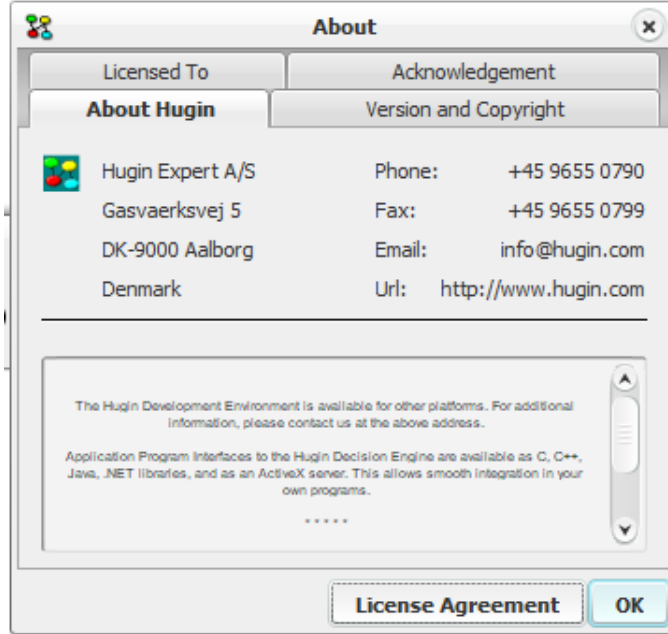 About
Licensed To
Acknowledgement
About Hugin
Version and Copyright
Hugin Expert A/S
Phone: +45 9655 0790
Gasvaerksvej 5
Fax: +45 9655 0799
DK-9000 Aalborg
Email: info@hugin.com
Denmark
Url: http://www.hugin.com
The Hugin Development Environment is available for other platforms. For additional
information, please contact us at the above address.
Application Program Interfaces to the Hugin Decision Engine are available as C, C++,
Java, .NET libraries, and as an ActiveX server. This allows smooth integration in your
own programs.
* * * * *
License Agreement
OK